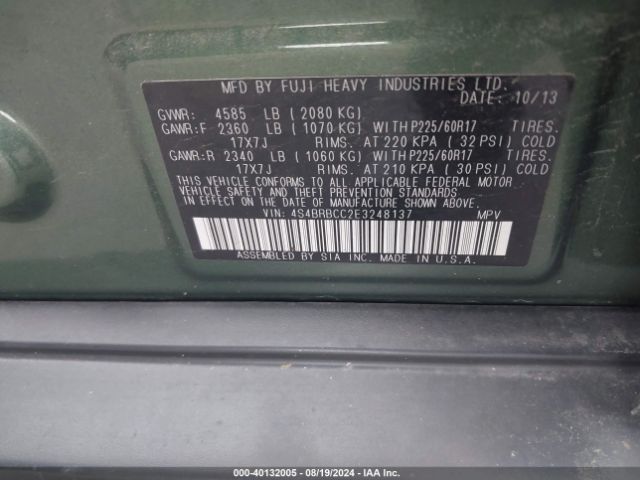 MFD BY FUJI HEAVY INDUSTRIES LTD.
DATE: 10/13
GVWR: 4585 LB (2080 KG)
GAWR:F 2360 LB (1070 KG) WITH P225/60R17 TIRES.
17X7J RIMS. AT 220 KPA (32 PSI) COLD
GAWR:R 2340 LB (1060 KG) WITH P225/60R17 TIRES.
17X7J RIMS. AT 210 KPA (30 PSI) COLD
THIS VEHICLE CONFORMS TO ALL APPLICABLE FEDERAL MOTOR
VEHICLE SAFETY AND THEFT PREVENTION STANDARDS
IN EFFECT ON THE DATE OF MANUFACTURE SHOWN ABOVE.
VIN: 4S4BRBCC2E3248137 MPV
ASSEMBLED BY SIA INC. MADE IN U.S.A.
000-40132005 - 08/19/2024 - IAA Inc.